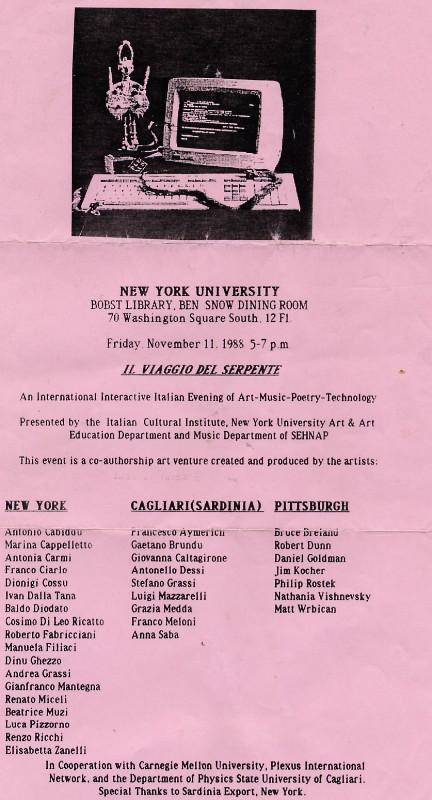 NEW YORK UNIVERSITY
BOBST LIBRARY, BEN SNOW DINING ROOM
70 Washington Square South, 12 Fl.
Friday, November 11, 1988 5-7 p.m.
IL VIAGGIO DEL SERPENTE
An International Interactive Italian Evening of Art-Music-Poetry-Technology
Presented by the Italian Cultural Institute, New York University Art & Art
Education Department and Music Department of SEHNAP
This event is a co-authorship art venture created and produced by the artists:
NEW YORK
Antonio Cabiddu
Marina Cappelletto
Antonia Carmi
Franco Ciarlo
Dionigi Cossu
Ivan Dalla Tana
Baldo Diodato
Cosimo Di Leo Ricatto
Roberto Fabricciani
Manuela Filiaci
Dinu Ghezzo
Andrea Grassi
Gianfranco Mantegna
Renato Miceli
Beatrice Muzi
Luca Pizzorno
Renzo Ricchi
Elisabetta Zanelli
CAGLIARI(SARDINIA)
Francesco Aymerich
Gaetano Brundu
Giovanna Caltagirone
Antonello Dessi
Stefano Grassi
Luigi Mazzarelli
Grazia Medda
Franco Meloni
Anna Saba
PITTSBURGH
Bruce Breland
Robert Dunn
Daniel Goldman
Jim Kocher
Philip Rostek
Nathania Vishnevsky
Matt Wrbican
In Cooperation with Carnegie Mellon University, Plexus International
Network, and the Department of Physics State University of Cagliari.
Special Thanks to Sardinia Export, New York.